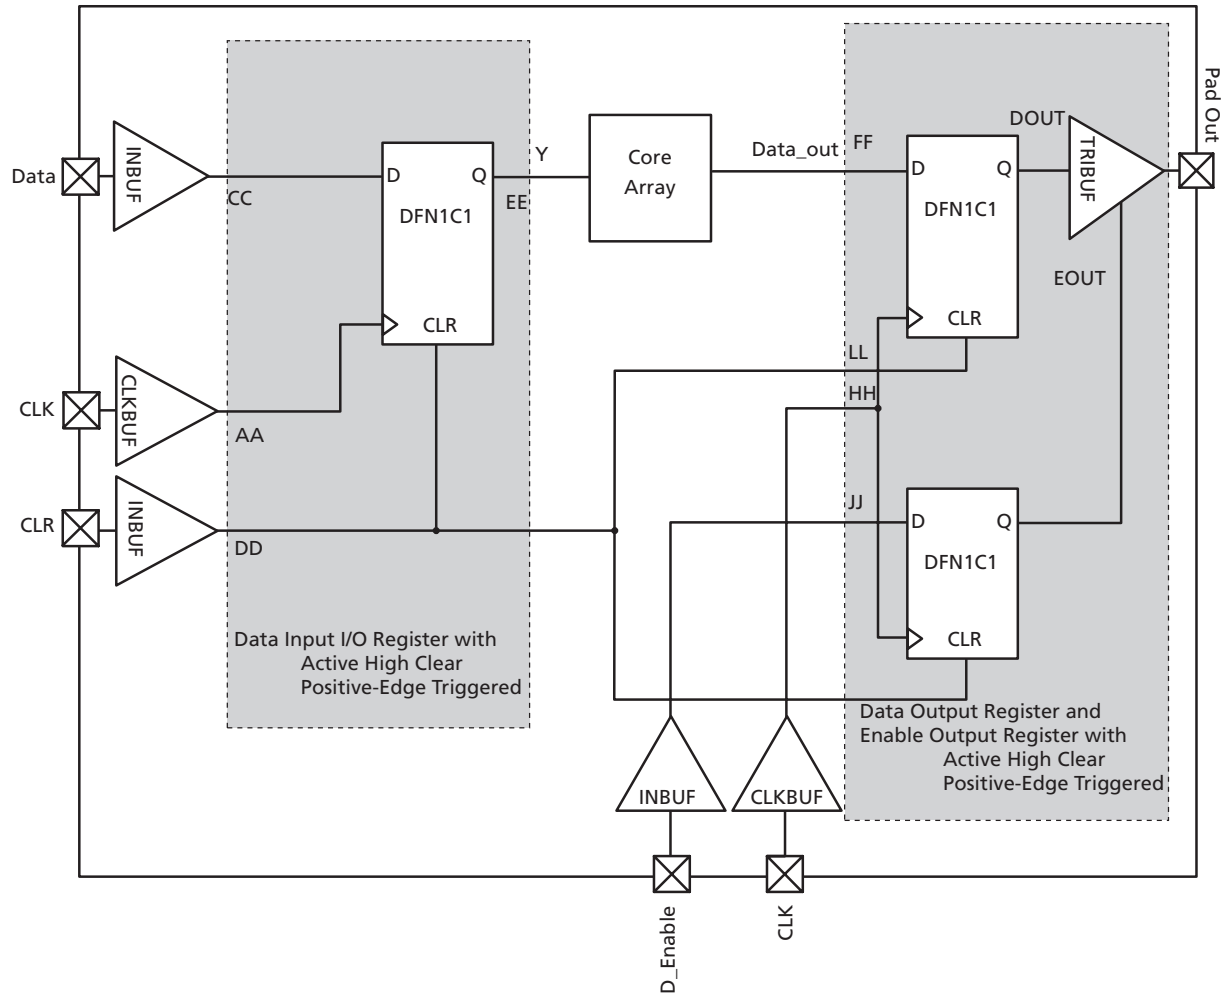 Pad Out
DOUT
Data
INBUF
CC
D
Q
DFN1C1
CLR
Y
EE
Core
Array
Data_out
FF
D
Q
DFN1C1
CLR
TRIBUF
EOUT
LL
HH
CLK
CLKBUF
AA
CLR
INBUF
DD
JJ
D
Q
DFN1C1
CLR
Data Input I/O Register with
Active High Clear
Positive-Edge Triggered
Data Output Register and
Enable Output Register with
Active High Clear
Positive-Edge Triggered
INBUF
CLKBUF
D_Enable
CLK